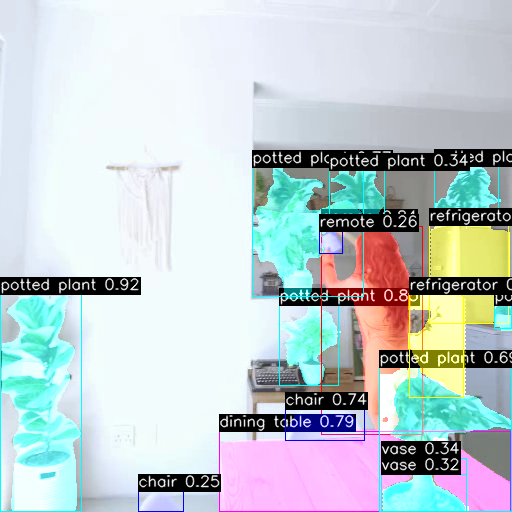 potted plant 0.34
remote 0.26
refrigerato
potted plant 0.92
refrigerator 0
potted plant 0.8
potted plant 0.69
chair 0.74
dining table 0.79
vase 0.34
vase 0.32
chair 0.25